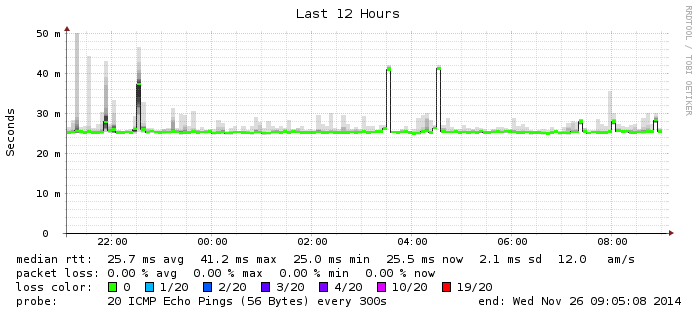 Last 12 Hours
RRDTOOL / TOBI OETIKER
Seconds
50 m
40 m
30 m
20 m
10 m
0
22:00 00:00 02:00 04:00 06:00 08:00
median rtt: 25.7 ms avg 41.2 ms max 25.0 ms min 25.5 ms now 2.1 ms sd 12.0 am/s
packet loss: 0.00 % avg 0.00 % max 0.00 % min 0.00 % now
loss color: 0 1/20 2/20 3/20 4/20 10/20 19/20
probe: 20 ICMP Echo Pings (56 Bytes) every 300s end: Wed Nov 26 09:05:08 2014